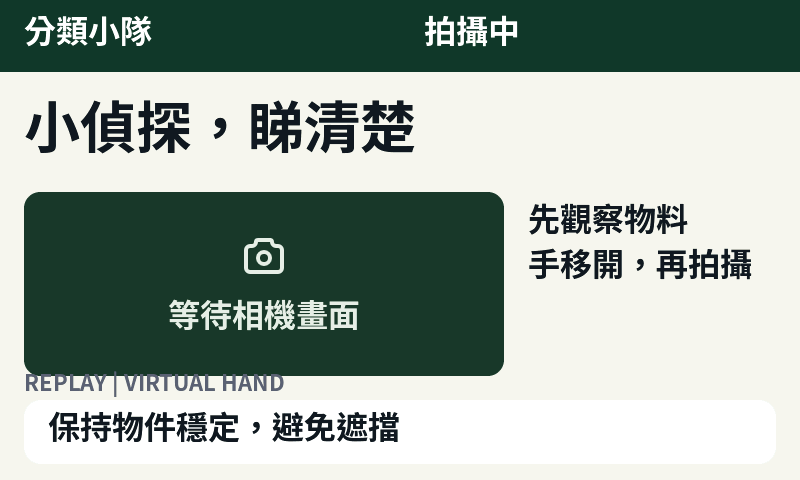 分類小隊
拍攝中
小偵探，睇清楚
等待相機畫面
先觀察物料
手移開，再拍攝
REPLAY | VIRTUAL HAND
保持物件穩定，避免遮擋